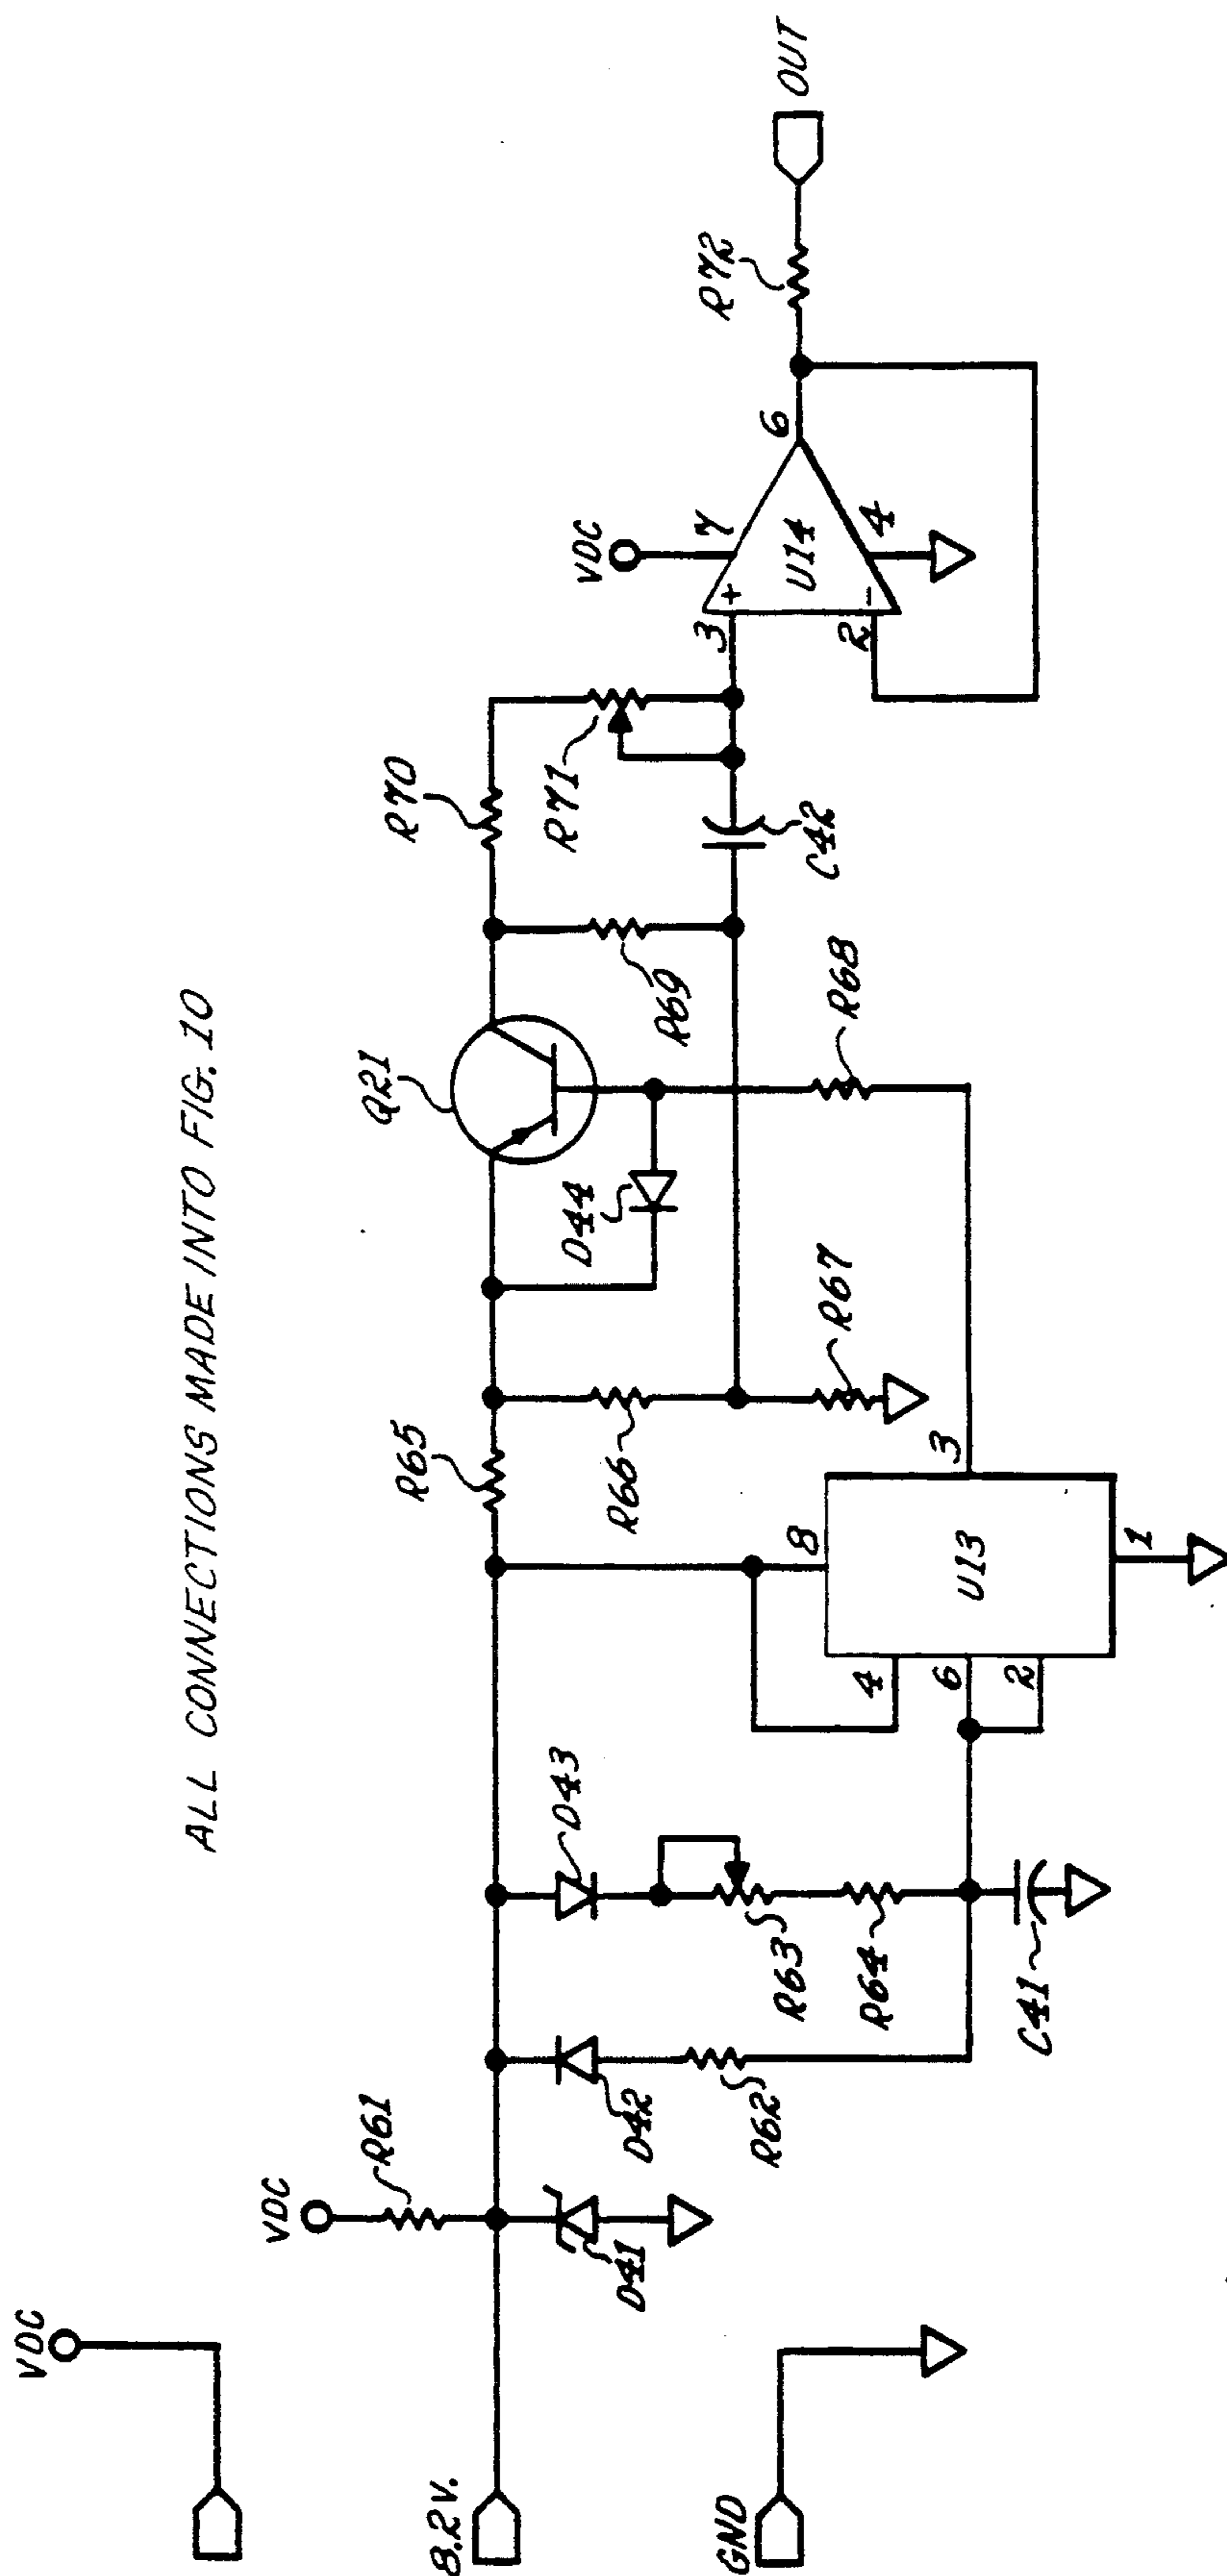 ALL CONNECTIONS MADE INTO FIG. 10
VDC
8.2V.
GND
VDC
R61
D41
D42
R62
D43
R63
R64
C41
4
6
2
8
U13
1
3
R65
R66
R67
D44
Q21
R68
R69
R70
R71
C42
3
2
+
-
U14
VDC
7
4
6
R72
OUT